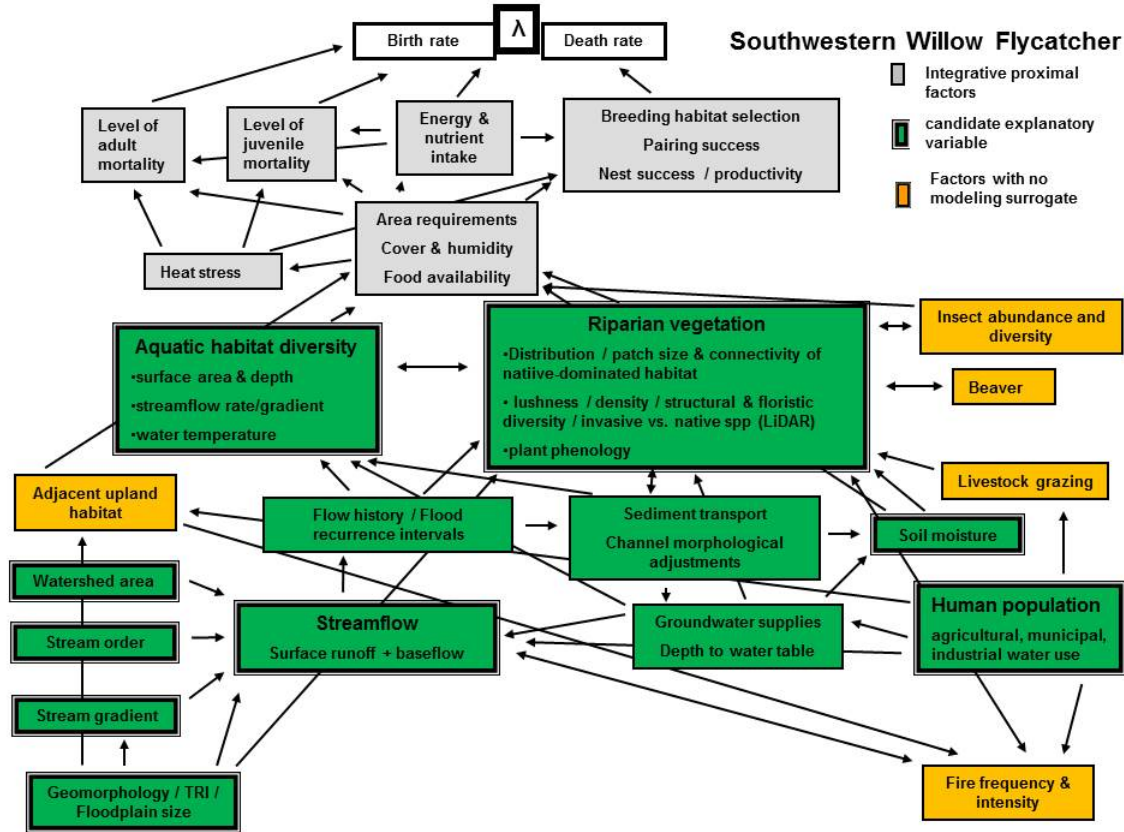 λ
Birth rate
Death rate
Southwestern Willow Flycatcher
Integrative proximal
factors
candidate explanatory
variable
Factors with no
modeling surrogate
Level of
adult
mortality
Level of
juvenile
mortality
Energy &
nutrient
intake
Breeding habitat selection
Pairing success
Nest success / productivity
Area requirements
Cover & humidity
Food availability
Heat stress
Aquatic habitat diversity
•surface area & depth
•streamflow rate/gradient
•water temperature
Riparian vegetation
•Distribution / patch size & connectivity of
natiive-dominated habitat
• lushness / density / structural & floristic
diversity / invasive vs. native spp (LiDAR)
•plant phenology
Insect abundance and
diversity
Beaver
Livestock grazing
Adjacent upland
habitat
Flow history / Flood
recurrence intervals
Sediment transport
Channel morphological
adjustments
Soil moisture
Watershed area
Stream order
Stream gradient
Streamflow
Surface runoff + baseflow
Groundwater supplies
Depth to water table
Human population
agricultural, municipal,
industrial water use
Geomorphology / TRI /
Floodplain size
Fire frequency &
intensity